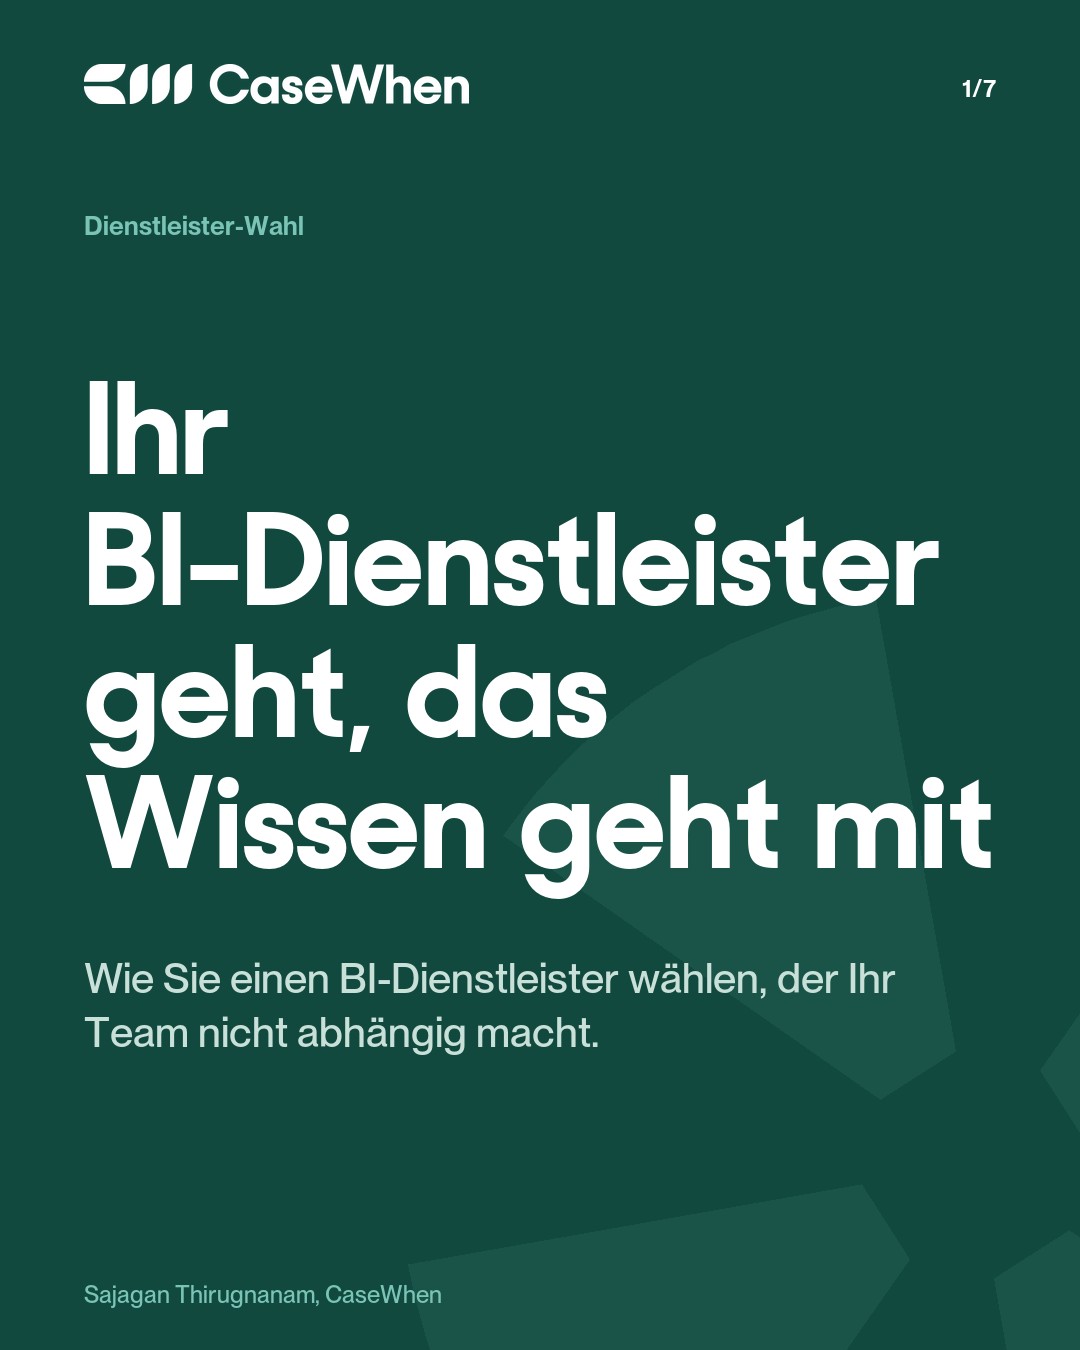 CaseWhen
1/7
Dienstleister-Wahl
Ihr
BI-Dienstleister
geht, das
Wissen geht mit
Wie Sie einen BI-Dienstleister wählen, der Ihr
Team nicht abhängig macht.
Sajagan Thirugnanam, CaseWhen